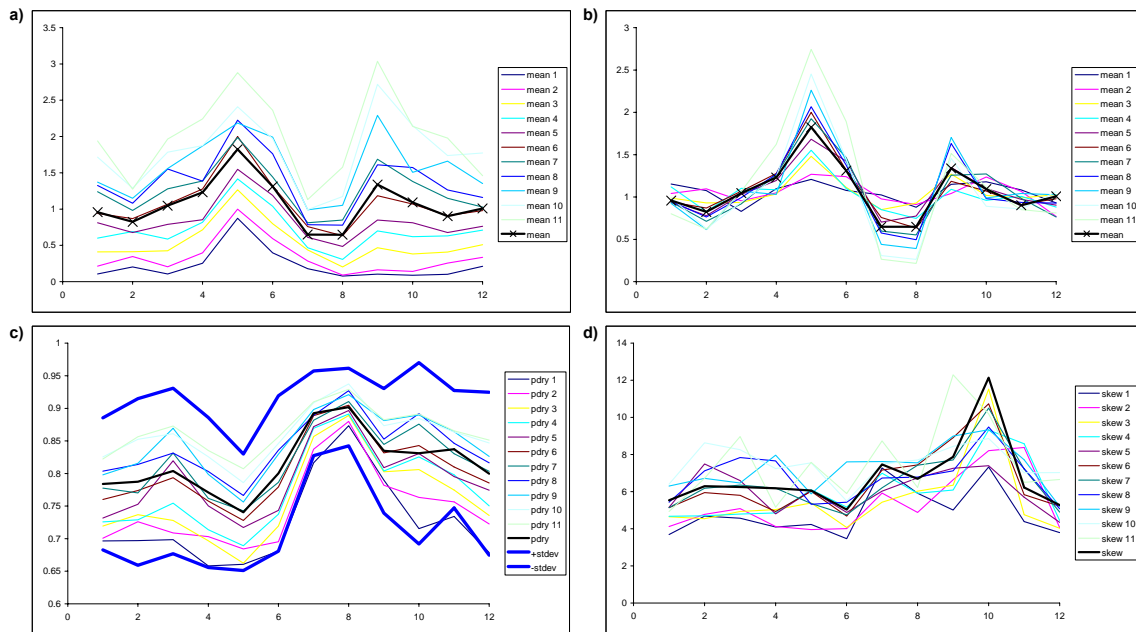 a)
3.5
3
2.5
2
1.5
1
0.5
0
0 2 4 6 8 10 12
mean 1
mean 2
mean 3
mean 4
mean 5
mean 6
mean 7
mean 8
mean 9
mean 10
mean 11
mean
b)
3
2.5
2
1.5
1
0.5
0
0 2 4 6 8 10 12
mean 1
mean 2
mean 3
mean 4
mean 5
mean 6
mean 7
mean 8
mean 9
mean 10
mean 11
mean
c)
1
0.95
0.9
0.85
0.8
0.75
0.7
0.65
0.6
0 2 4 6 8 10 12
pdry 1
pdry 2
pdry 3
pdry 4
pdry 5
pdry 6
pdry 7
pdry 8
pdry 9
pdry 10
pdry 11
pdry
+stdev
-stdev
d)
14
12
10
8
6
4
2
0
0 2 4 6 8 10 12
skew 1
skew 2
skew 3
skew 4
skew 5
skew 6
skew 7
skew 8
skew 9
skew 10
skew 11
skew